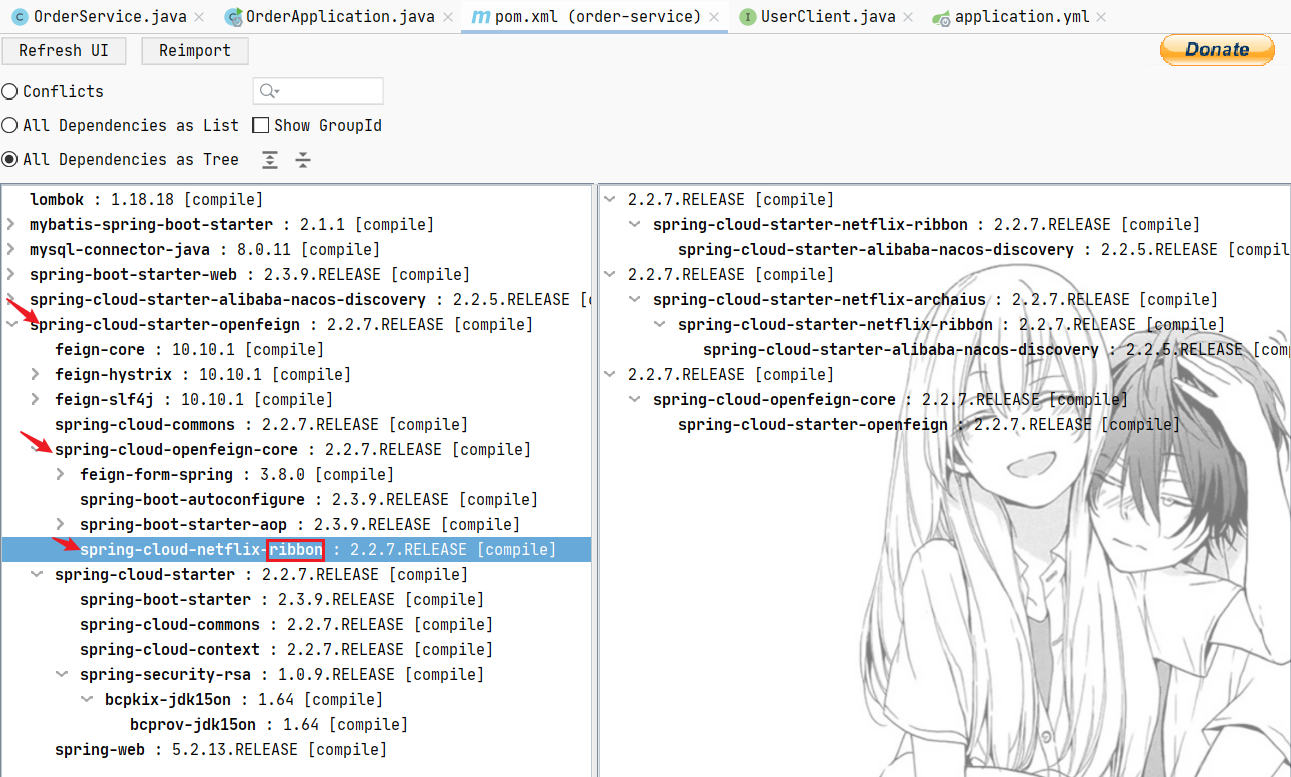 OrderService.java
OrderApplication.java
pom.xml (order-service)
UserClient.java
application.yml
Refresh UI
Reimport
Donate
Conflicts
All Dependencies as List
Show GroupId
All Dependencies as Tree
lombok : 1.18.18 [compile]
mybatis-spring-boot-starter : 2.1.1 [compile]
mysql-connector-java : 8.0.11 [compile]
spring-boot-starter-web : 2.3.9.RELEASE [compile]
spring-cloud-starter-alibaba-nacos-discovery : 2.2.5.RELEASE [c
spring-cloud-starter-openfeign : 2.2.7.RELEASE [compile]
feign-core : 10.10.1 [compile]
feign-hystrix : 10.10.1 [compile]
feign-slf4j : 10.10.1 [compile]
spring-cloud-commons : 2.2.7.RELEASE [compile]
spring-cloud-openfeign-core : 2.2.7.RELEASE [compile]
feign-form-spring : 3.8.0 [compile]
spring-boot-autoconfigure : 2.3.9.RELEASE [compile]
spring-boot-starter-aop : 2.3.9.RELEASE [compile]
spring-cloud-netflix-ribbon : 2.2.7.RELEASE [compile]
spring-cloud-starter : 2.2.7.RELEASE [compile]
spring-boot-starter : 2.3.9.RELEASE [compile]
spring-cloud-commons : 2.2.7.RELEASE [compile]
spring-cloud-context : 2.2.7.RELEASE [compile]
spring-security-rsa : 1.0.9.RELEASE [compile]
bcpkix-jdk15on : 1.64 [compile]
bcprov-jdk15on : 1.64 [compile]
spring-web : 5.2.13.RELEASE [compile]
2.2.7.RELEASE [compile]
spring-cloud-starter-netflix-ribbon : 2.2.7.RELEASE [compile]
spring-cloud-starter-alibaba-nacos-discovery : 2.2.5.RELEASE [compil
2.2.7.RELEASE [compile]
spring-cloud-starter-netflix-archaius : 2.2.7.RELEASE [compile]
spring-cloud-starter-netflix-ribbon : 2.2.7.RELEASE [compile]
spring-cloud-starter-alibaba-nacos-discovery : 2.2.5.RELEASE [com
2.2.7.RELEASE [compile]
spring-cloud-openfeign-core : 2.2.7.RELEASE [compile]
spring-cloud-starter-openfeign : 2.2.7.RELEASE [compile]